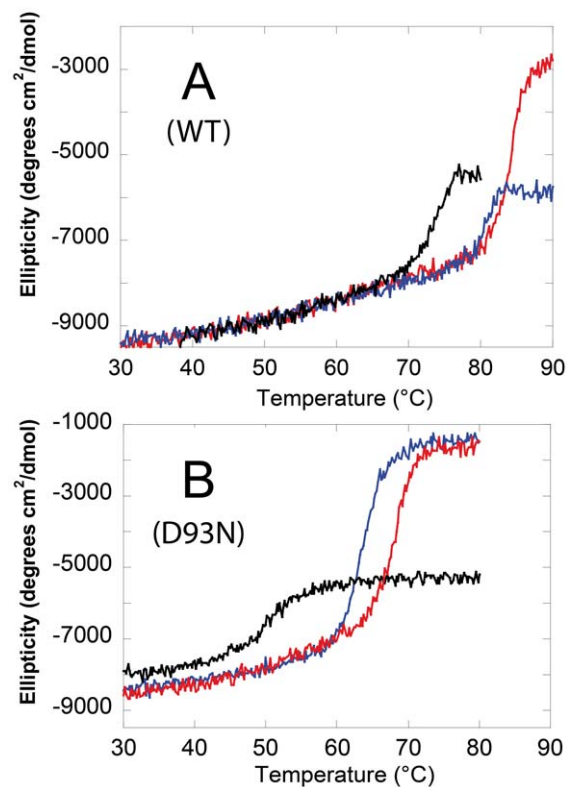 -3000
A
(WT)
-5000
-7000
-9000
Ellipticity (degrees cm²/dmol)
30 40 50 60 70 80 90
Temperature (°C)
-1000
B
(D93N)
-3000
-5000
-7000
-9000
Ellipticity (degrees cm²/dmol)
30 40 50 60 70 80 90
Temperature (°C)